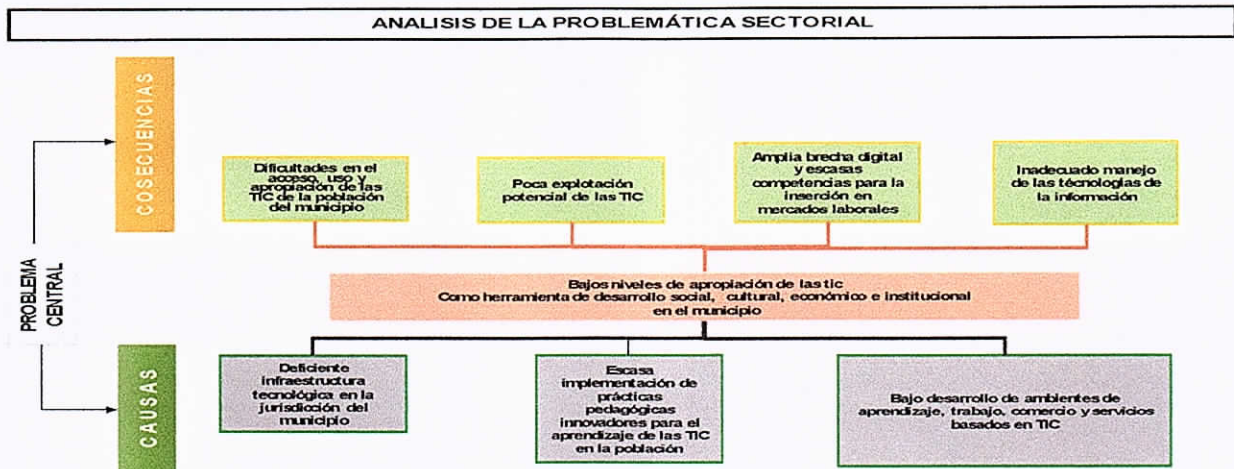 ANALISIS DE LA PROBLEMÁTICA SECTORIAL
COSECUENCIAS
Dificultades en el
acceso, uso y
apropiación de las
TIC de la población
del municipio
Poca explotación
potencial de las TIC
Amplia brecha digital
y escasas
competencias para la
inserción en
mercados laborales
Inadecuado manejo
de las técnologías de
la información
PROBLEMA
CENTRAL
Bajos niveles de apropiación de las tic
Como herramienta de desarrollo social, cultural, económico e institucional
en el municipio
CAUSAS
Deficiente
infraestructura
tecnológica en la
jurisdicción del
municipio
Escasa
implementación de
prácticas
pedagógicas
innovadores para el
aprendizaje de las TIC
en la población
Bajo desarrollo de ambientes de
aprendizaje, trabajo, comercio y servicios
basados en TIC